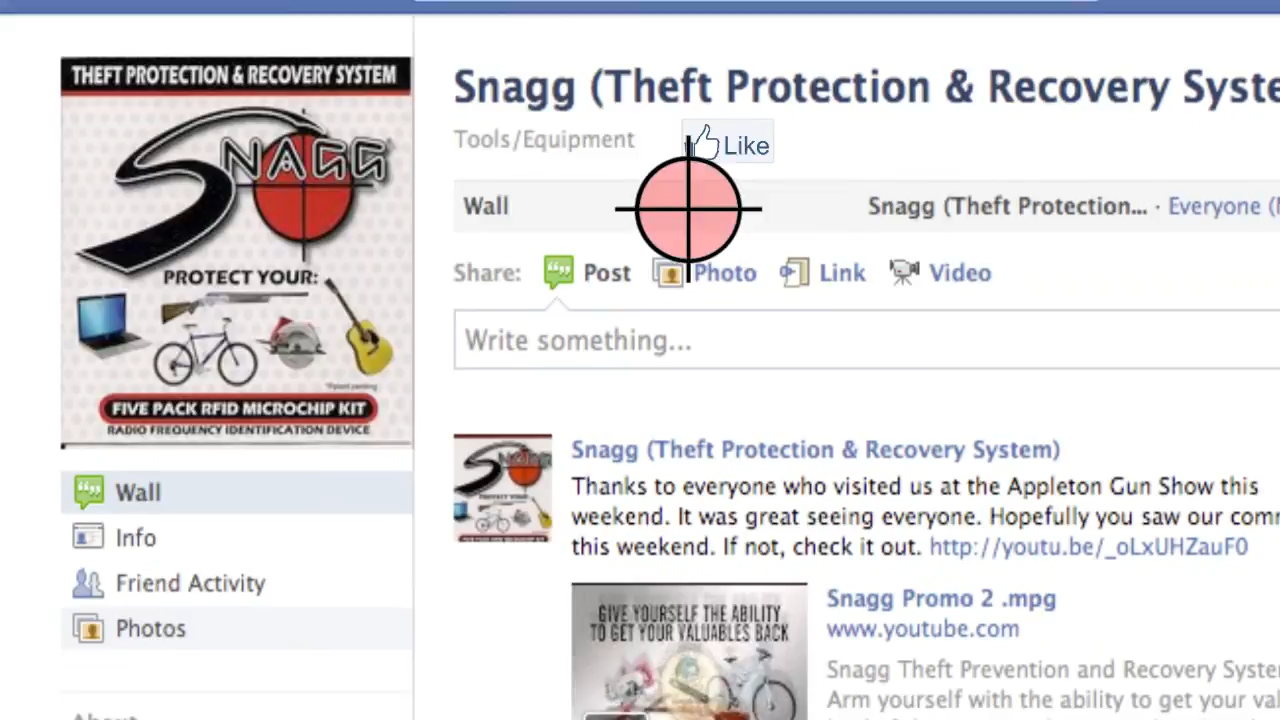 THEFT PROTECTION & RECOVERY SYSTEM
SNAGG
PROTECT YOUR:
*Patent pending
FIVE PACK RFID MICROCHIP KIT
RADIO FREQUENCY IDENTIFICATION DEVICE
Wall
Info
Friend Activity
Photos
About
Snagg (Theft Protection & Recovery Syste
Tools/Equipment
Like
Wall
Snagg (Theft Protection... · Everyone (
Share: Post Photo Link Video
Write something...
Snagg (Theft Protection & Recovery System)
Thanks to everyone who visited us at the Appleton Gun Show this
weekend. It was great seeing everyone. Hopefully you saw our com
this weekend. If not, check it out. http://youtu.be/_oLxUHZauF0
GIVE YOURSELF THE ABILITY
TO GET YOUR VALUABLES BACK
Snagg Promo 2 .mpg
www.youtube.com
Snagg Theft Prevention and Recovery System
Arm yourself with the ability to get your val